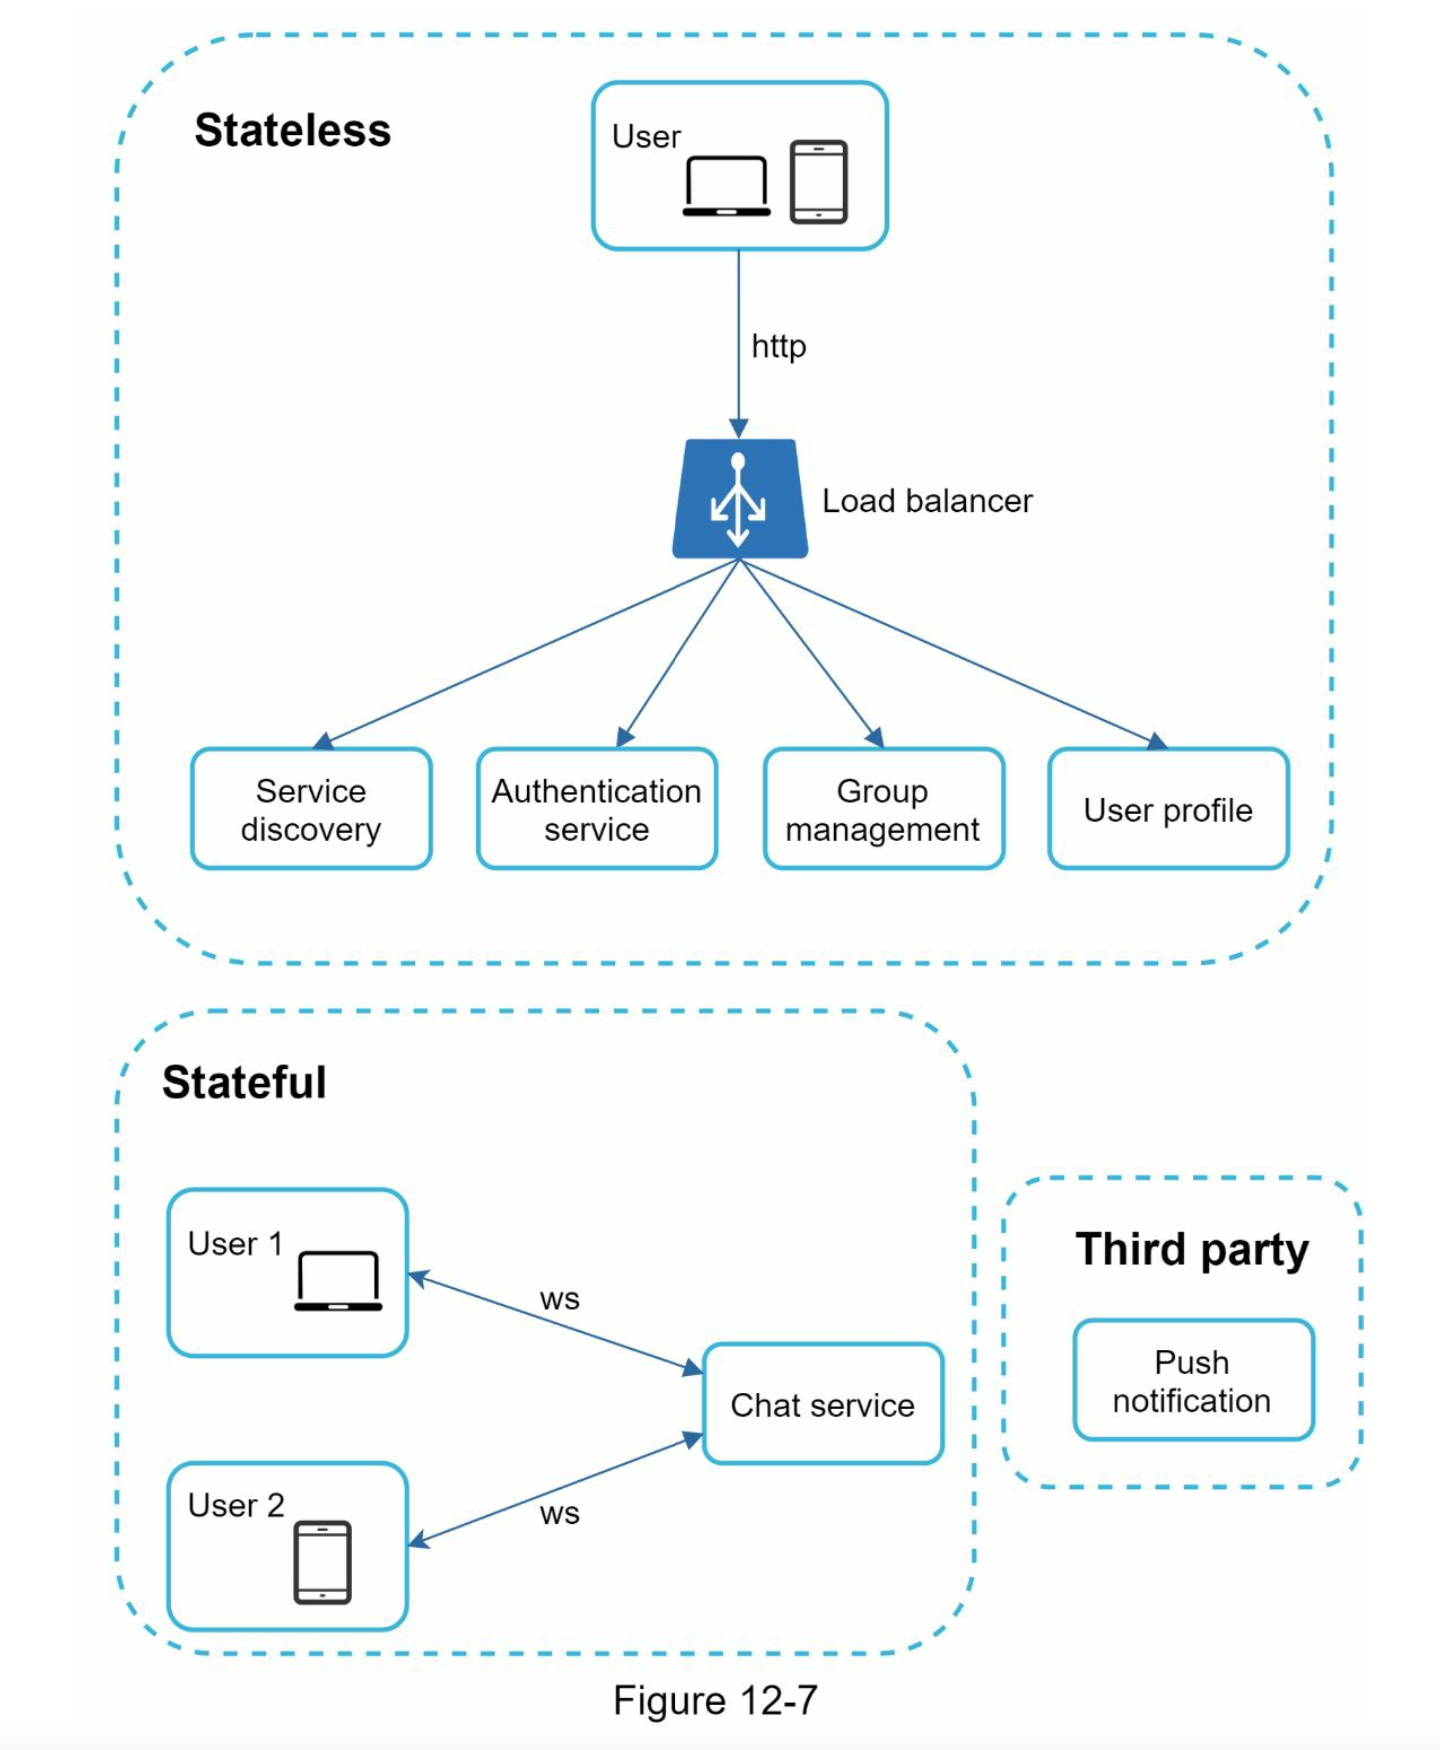 Stateless
User
http
Load balancer
Service
discovery
Authentication
service
Group
management
User profile
Stateful
User 1
ws
Chat service
User 2
ws
Third party
Push
notification
Figure 12-7